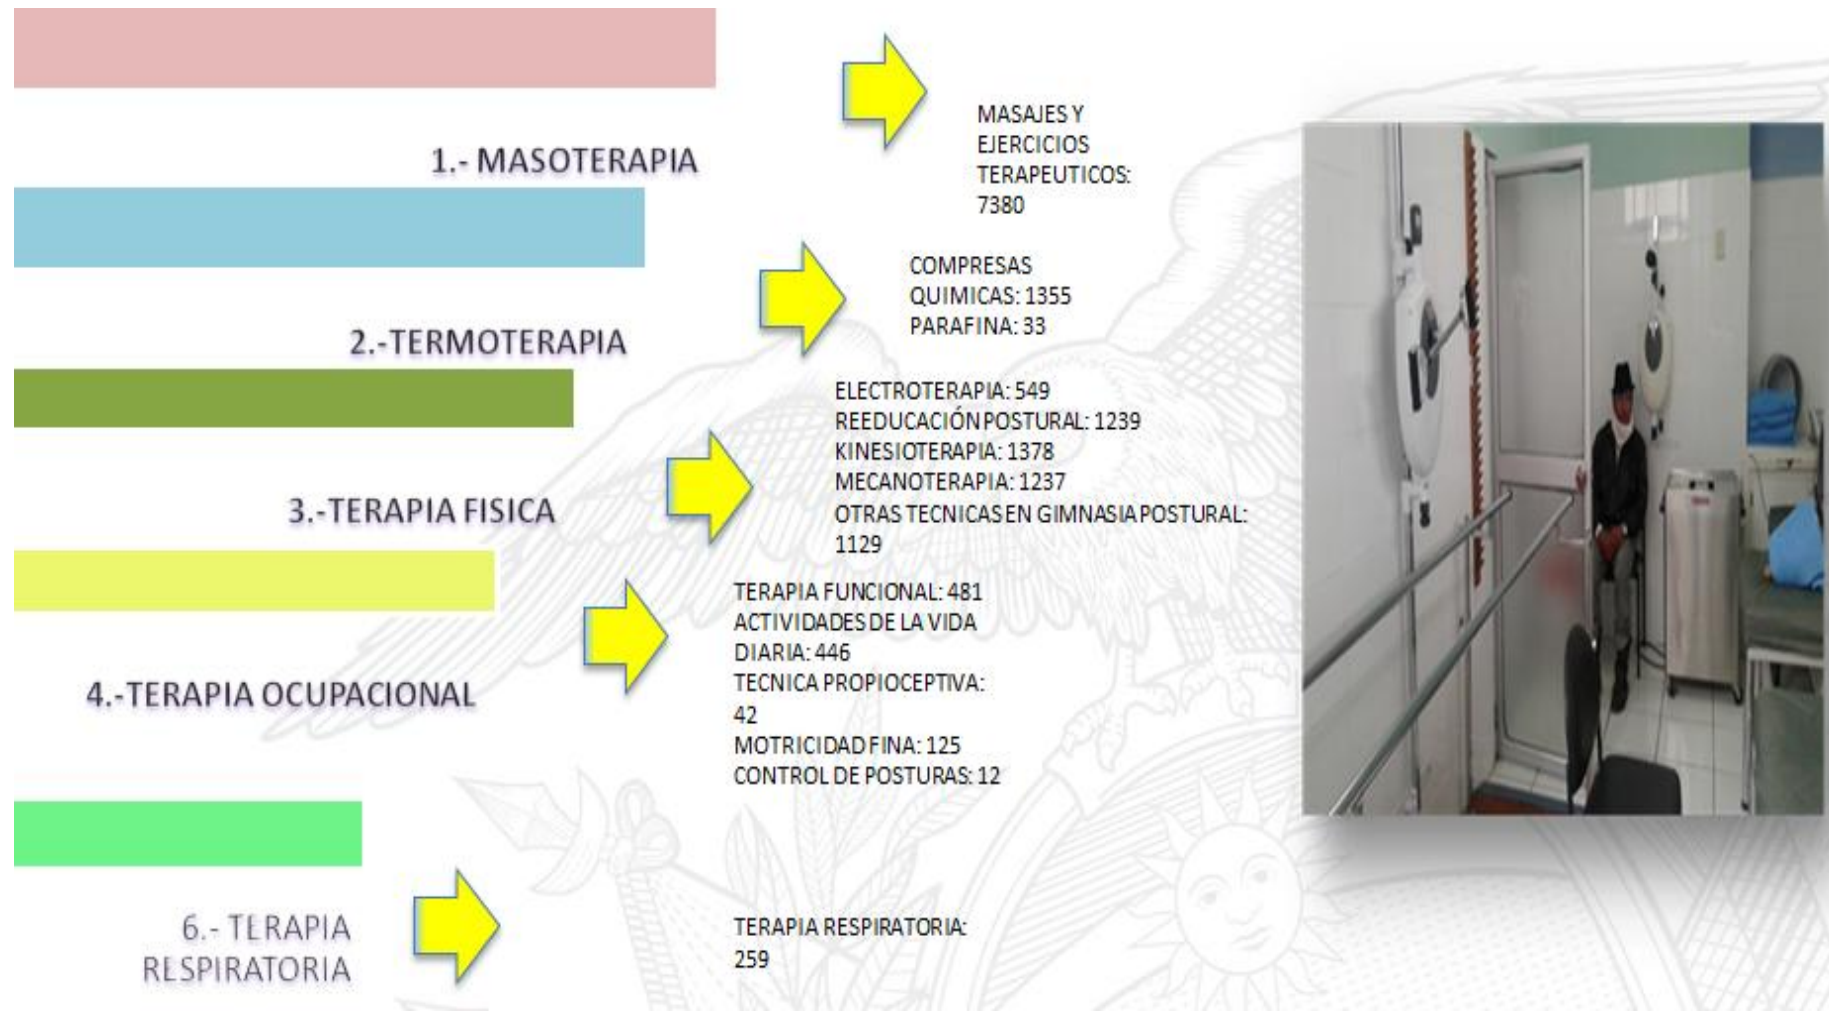 1.- MASOTERAPIA
MASAJES Y
EJERCICIOS
TERAPEUTICOS:
7380
2.-TERMOTERAPIA
COMPRESAS
QUIMICAS: 1355
PARAFINA: 33
3.-TERAPIA FISICA
ELECTROTERAPIA: 549
REEDUCACIÓN POSTURAL: 1239
KINESIOTERAPIA: 1378
MECANOTERAPIA: 1237
OTRAS TECNICAS EN GIMNASIA POSTURAL:
1129
4.-TERAPIA OCUPACIONAL
TERAPIA FUNCIONAL: 481
ACTIVIDADES DE LA VIDA
DIARIA: 446
TECNICA PROPIOCEPTIVA:
42
MOTRICIDAD FINA: 125
CONTROL DE POSTURAS: 12
6.- TERAPIA
RESPIRATORIA
TERAPIA RESPIRATORIA:
259